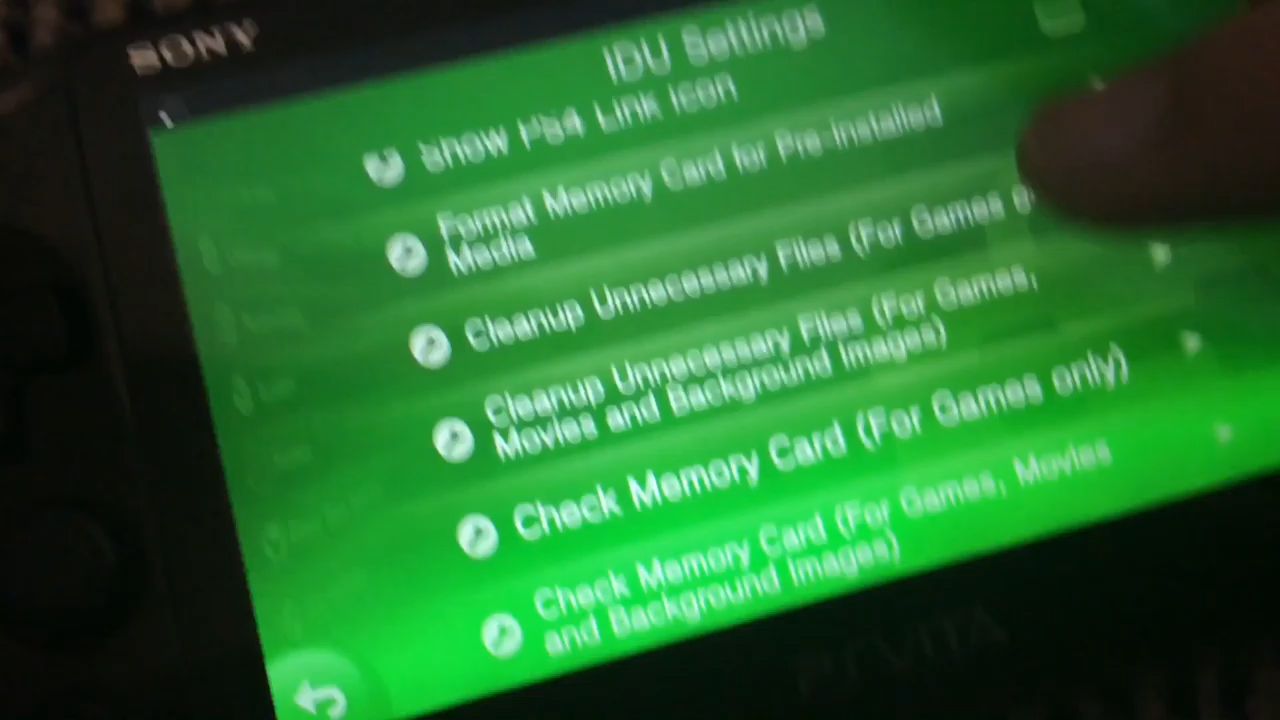 SONY
IDU Settings
Show PS4 Link Icon
Format Memory Card for Pre-Installed
Media
Cleanup Unnecessary Files (For Games
Cleanup Unnecessary Files (For Games,
Movies and Background Images)
Check Memory Card (For Games only)
Check Memory Card (For Games, Movies
and Background Images)
PSVITA